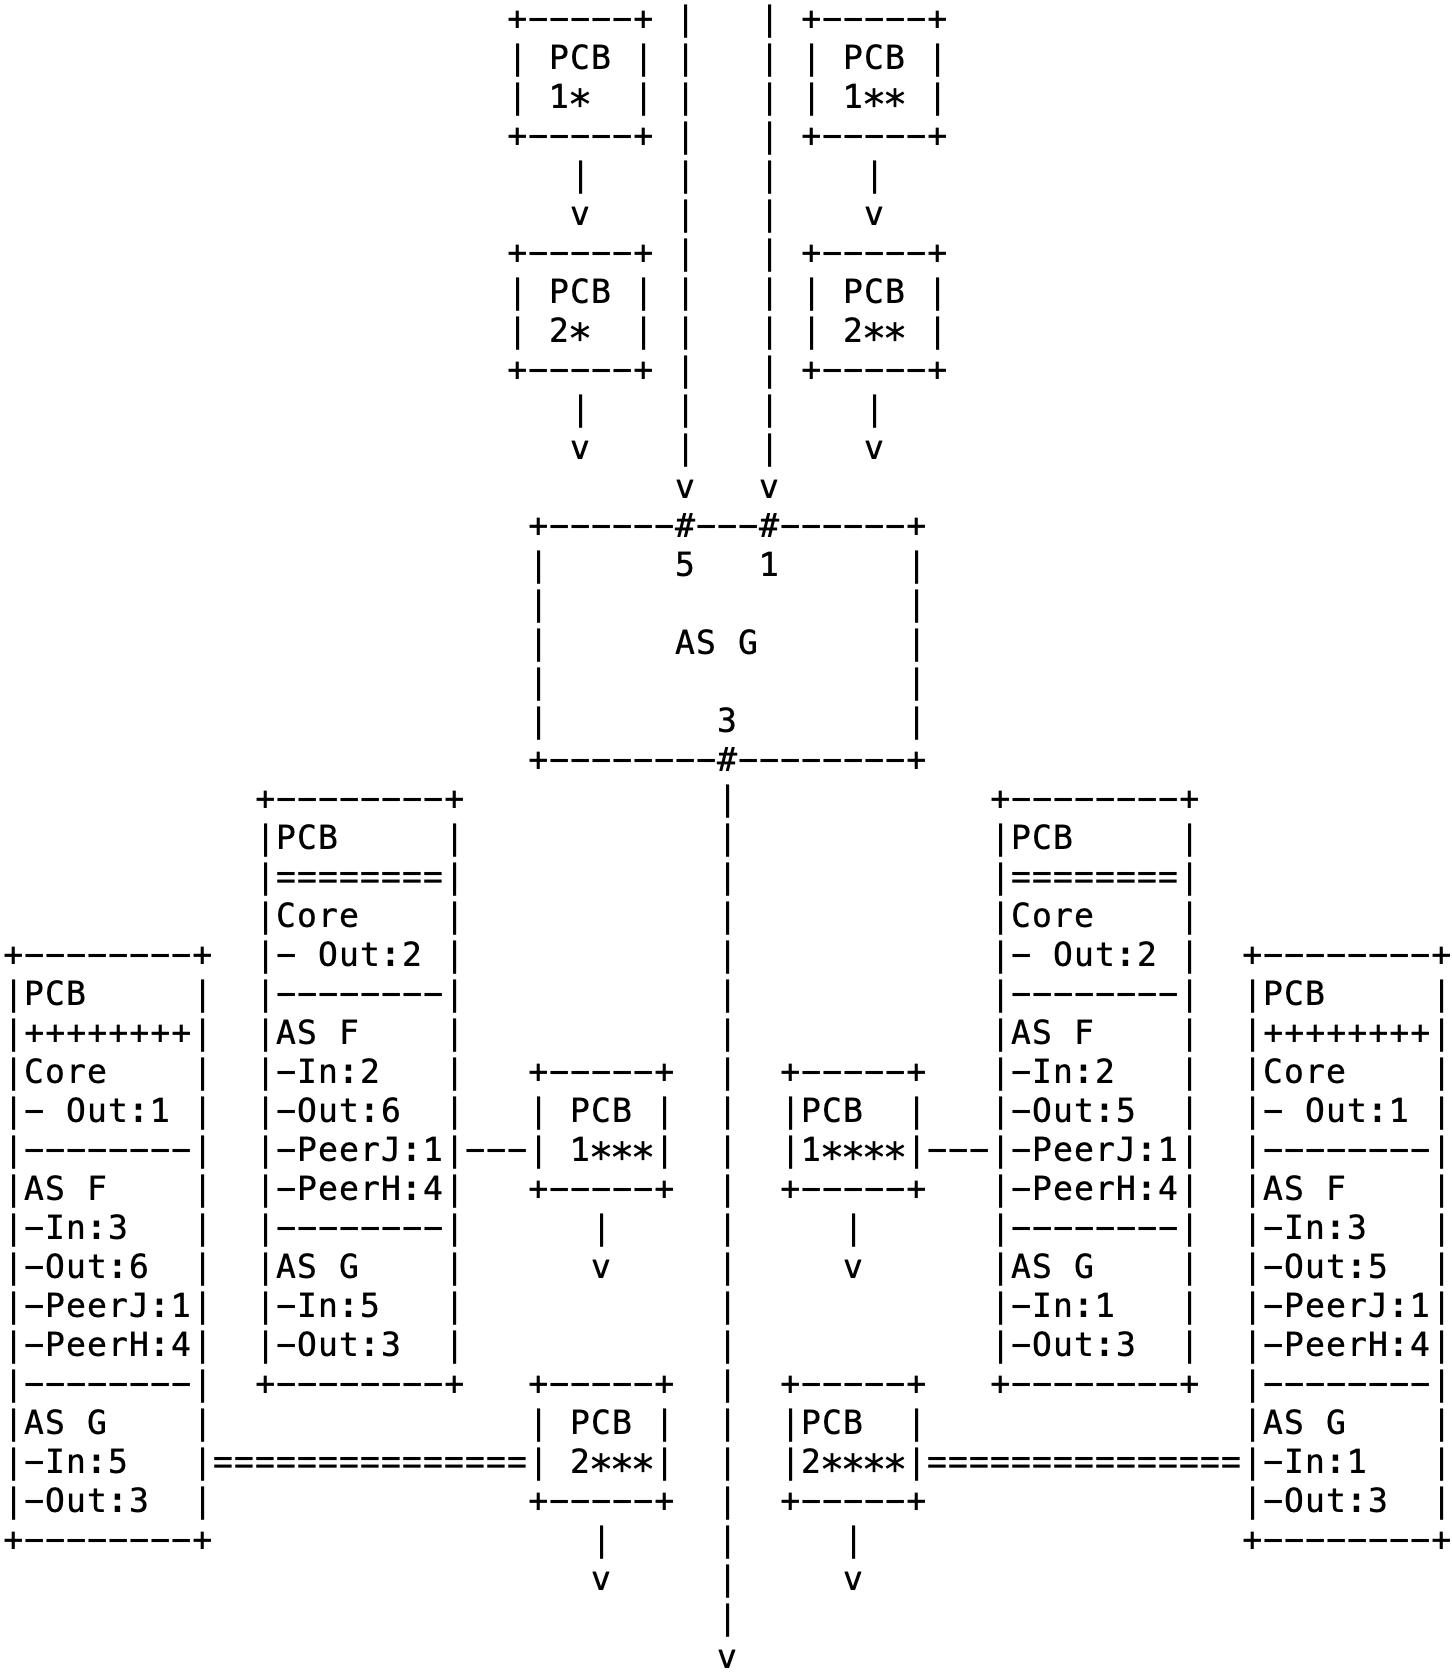 PCB
1*
PCB
1**
v
v
PCB
2*
PCB
2**
v
v
v
v
#
#
5
1
AS G
3
#
PCB
========
Core
- Out:2
--------
AS F
-In:2
-Out:6
-PeerJ:1
-PeerH:4
--------
AS G
-In:5
-Out:3
PCB
========
Core
- Out:2
--------
AS F
-In:2
-Out:5
-PeerJ:1
-PeerH:4
--------
AS G
-In:1
-Out:3
PCB
++++++++
Core
- Out:1
--------
AS F
-In:3
-Out:6
-PeerJ:1
-PeerH:4
--------
AS G
-In:5
-Out:3
PCB
++++++++
Core
- Out:1
--------
AS F
-In:3
-Out:5
-PeerJ:1
-PeerH:4
--------
AS G
-In:1
-Out:3
PCB
1***
PCB
1****
v
v
PCB
2***
PCB
2****
v
v
v